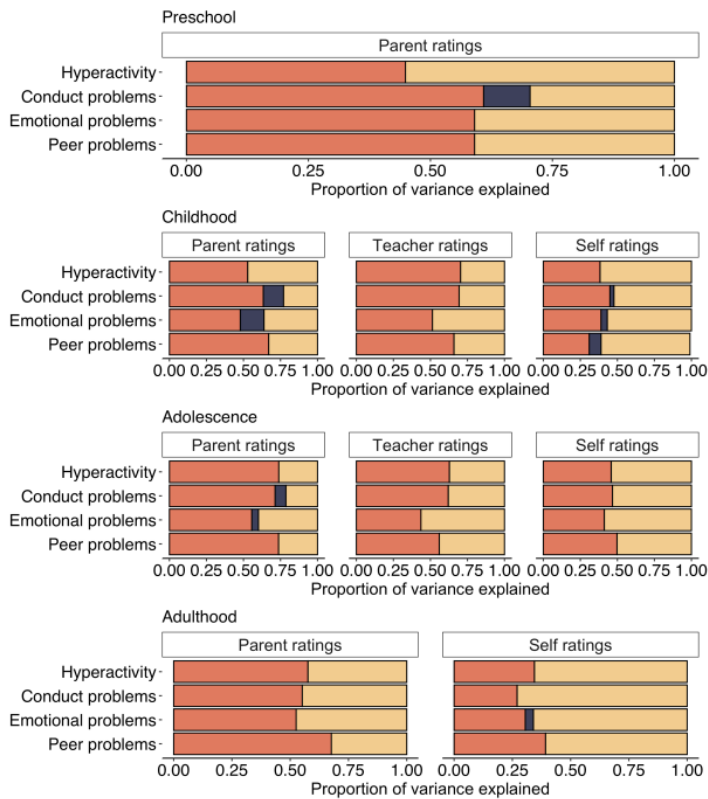 Preschool
Parent ratings
Hyperactivity
Conduct problems
Emotional problems
Peer problems
0.00 0.25 0.50 0.75 1.00
Proportion of variance explained
Childhood
Parent ratings Teacher ratings Self ratings
Hyperactivity
Conduct problems
Emotional problems
Peer problems
0.00 0.25 0.50 0.75 1.00 0.00 0.25 0.50 0.75 1.00 0.00 0.25 0.50 0.75 1.00
Proportion of variance explained
Adolescence
Parent ratings Teacher ratings Self ratings
Hyperactivity
Conduct problems
Emotional problems
Peer problems
0.00 0.25 0.50 0.75 1.00 0.00 0.25 0.50 0.75 1.00 0.00 0.25 0.50 0.75 1.00
Proportion of variance explained
Adulthood
Parent ratings Self ratings
Hyperactivity
Conduct problems
Emotional problems
Peer problems
0.00 0.25 0.50 0.75 1.00 0.00 0.25 0.50 0.75 1.00
Proportion of variance explained